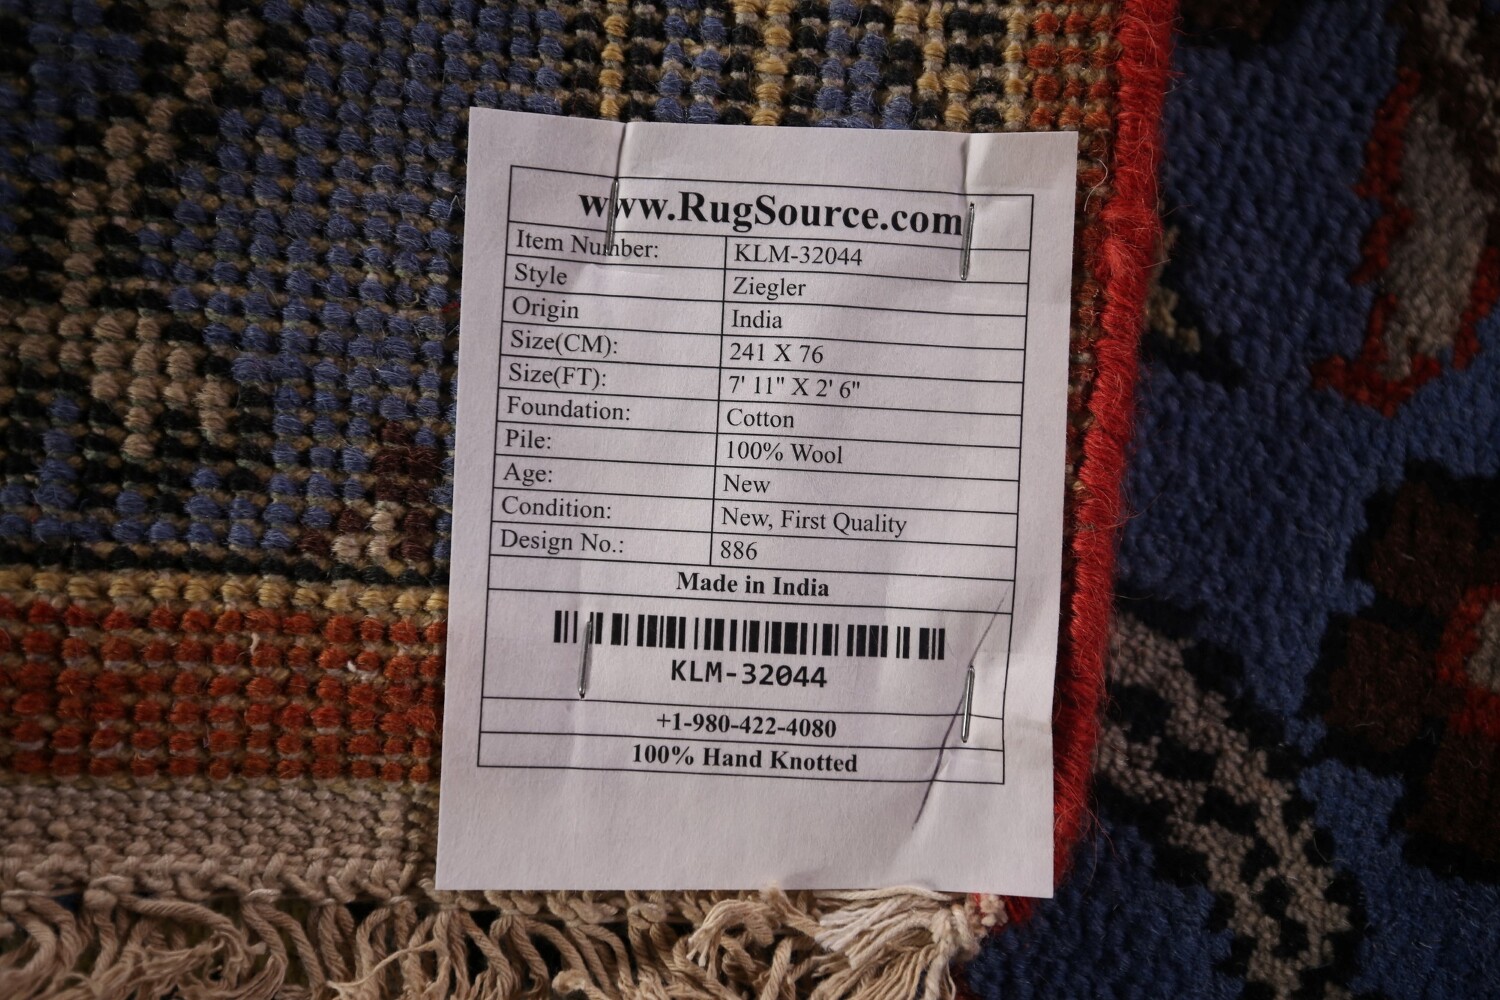 www.RugSource.com
Item Number: KLM-32044
Style Ziegler
Origin India
Size(CM): 241 X 76
Size(FT): 7' 11" X 2' 6"
Foundation: Cotton
Pile: 100% Wool
Age: New
Condition: New, First Quality
Design No.: 886
Made in India
KLM-32044
+1-980-422-4080
100% Hand Knotted